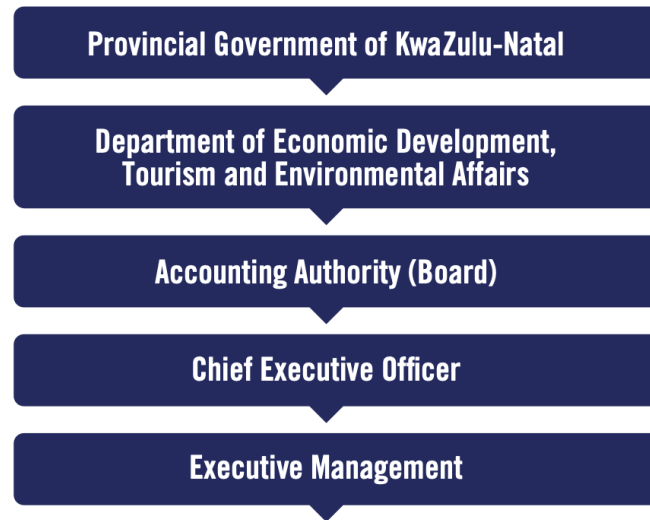 Provincial Government of KwaZulu-Natal
Department of Economic Development,
Tourism and Environmental Affairs
Accounting Authority (Board)
Chief Executive Officer
Executive Management